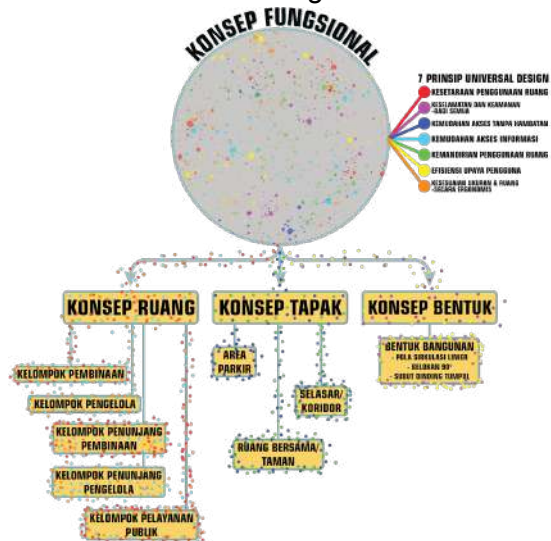 KONSEP FUNGSIONAL
7 PRINSIP UNIVERSAL DESIGN
KESETARAAN PENGGUNAAN RUANG
KESELAMATAN DAN KEAMANAN
-BAGI SEMUA
KEMUDAHAN AKSES TANPA HAMBATAN
KEMUDAHAN AKSES INFORMASI
KEMANDIRIAN PENGGUNAAN RUANG
EFISIENSI UPAYA PENGGUNA
KESESUAIAN UKURAN & RUANG
-SECARA ERGONOMIS
KONSEP RUANG
KONSEP TAPAK
KONSEP BENTUK
KELOMPOK PEMBINAAN
KELOMPOK PENGELOLA
KELOMPOK PENUNJANG
PEMBINAAN
KELOMPOK PENUNJANG
PENGELOLA
KELOMPOK PELAYANAN
PUBLIK
AREA
PARKIR
SELASAR/
KORIDOR
RUANG BERSAMA/
TAMAN
BENTUK BANGUNAN
- POLA SIRKULASI LINIER
- BELOKAN 90°
- SUDUT DINDING TUMPUL